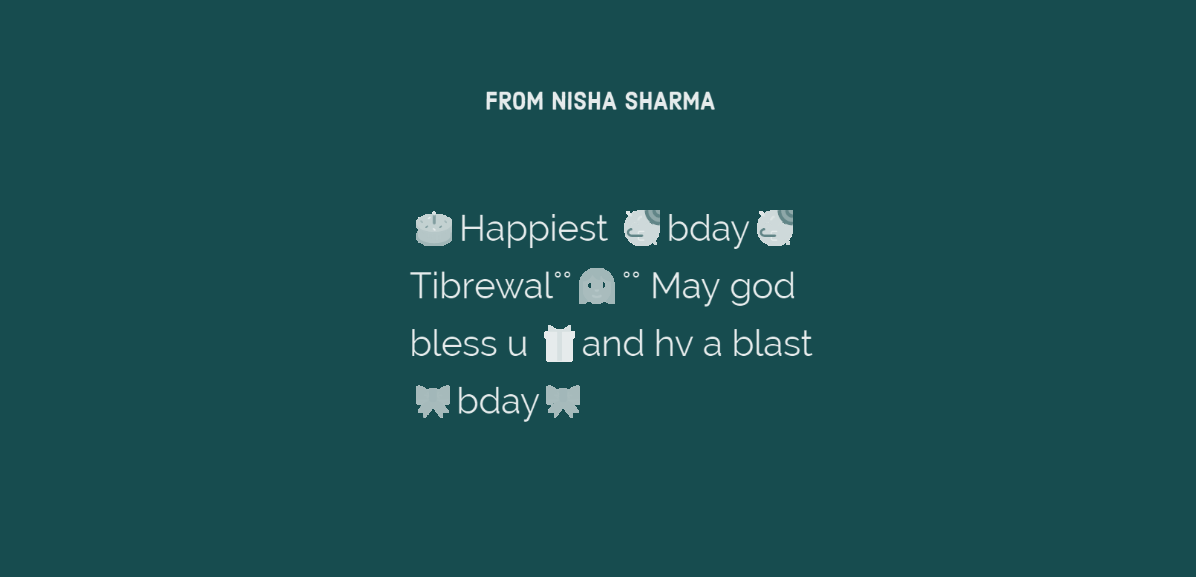 FROM NISHA SHARMA
🎂Happiest 🎈bday🎈
Tibrewal°°👧°° May god
bless u 🎁and hv a blast
🎀bday🎀